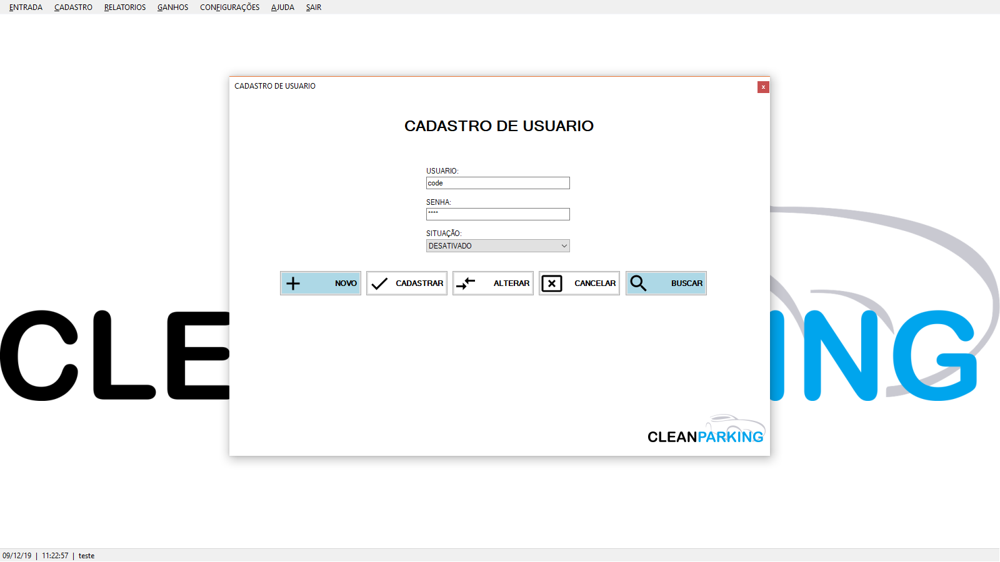 ENTRADA CADASTRO RELATORIOS GANHOS CONFIGURAÇÕES AJUDA SAIR
CADASTRO DE USUARIO x
CADASTRO DE USUARIO
USUARIO:
code
SENHA:
****
SITUAÇÃO:
DESATIVADO
NOVO CADASTRAR ALTERAR CANCELAR BUSCAR
CLE ING
CLEANPARKING
09/12/19 | 11:22:57 | teste